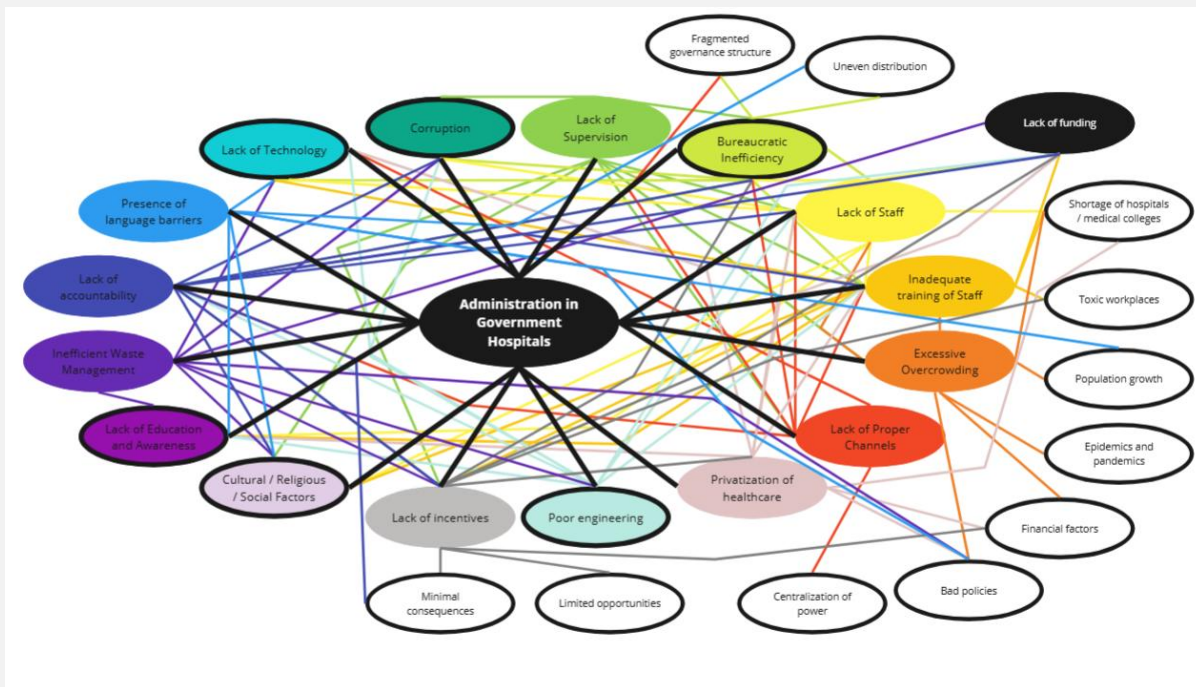 Fragmented
governance structure
Uneven distribution
Lack of funding
Corruption
Lack of
Supervision
Bureaucratic
Inefficiency
Lack of Technology
Presence of
language barriers
Lack of Staff
Shortage of hospitals
/ medical colleges
Lack of
accountability
Administration in
Government
Hospitals
Inadequate
training of Staff
Toxic workplaces
Inefficient Waste
Management
Excessive
Overcrowding
Population growth
Lack of Education
and Awareness
Lack of Proper
Channels
Epidemics and
pandemics
Cultural / Religious
/ Social Factors
Lack of incentives
Poor engineering
Privatization of
healthcare
Financial factors
Minimal
consequences
Limited opportunities
Centralization of
power
Bad policies